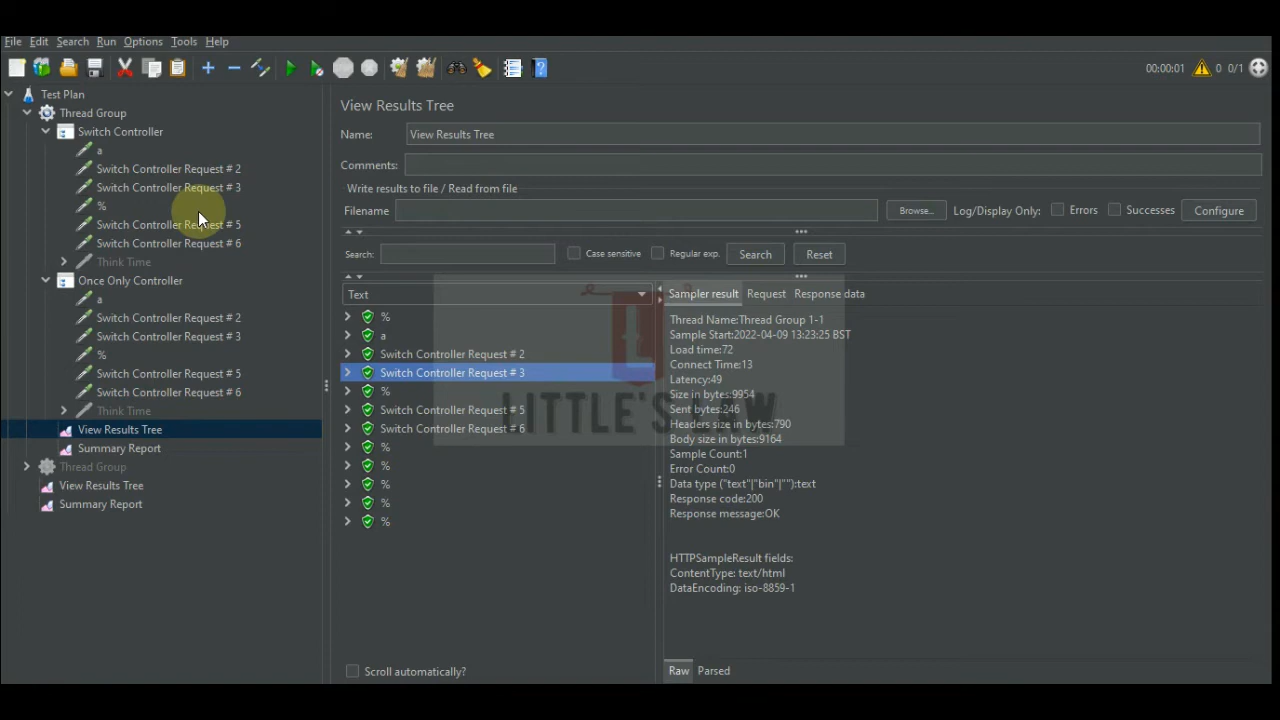 File Edit Search Run Options Tools Help
00:00:01 0 0/1
Test Plan
Thread Group
Switch Controller
a
Switch Controller Request # 2
Switch Controller Request # 3
%
Switch Controller Request # 5
Switch Controller Request # 6
Think Time
Once Only Controller
a
Switch Controller Request # 2
Switch Controller Request # 3
%
Switch Controller Request # 5
Switch Controller Request # 6
Think Time
View Results Tree
Summary Report
Thread Group
View Results Tree
Summary Report
View Results Tree
Name: View Results Tree
Comments:
Write results to file / Read from file
Filename Browse... Log/Display Only: Errors Successes Configure
Search: Case sensitive Regular exp. Search Reset
Text
%
a
Switch Controller Request # 2
Switch Controller Request # 3
%
Switch Controller Request # 5
Switch Controller Request # 6
%
%
%
%
%
Scroll automatically?
Sampler result Request Response data
Thread Name:Thread Group 1-1
Sample Start:2022-04-09 13:23:25 BST
Load time:72
Connect Time:13
Latency:49
Size in bytes:9954
Sent bytes:246
Headers size in bytes:790
Body size in bytes:9164
Sample Count:1
Error Count:0
Data type ("text"|"bin"|""):text
Response code:200
Response message:OK
HTTPSampleResult fields:
ContentType: text/html
DataEncoding: iso-8859-1
Raw Parsed
L
LITTLE'S LAW